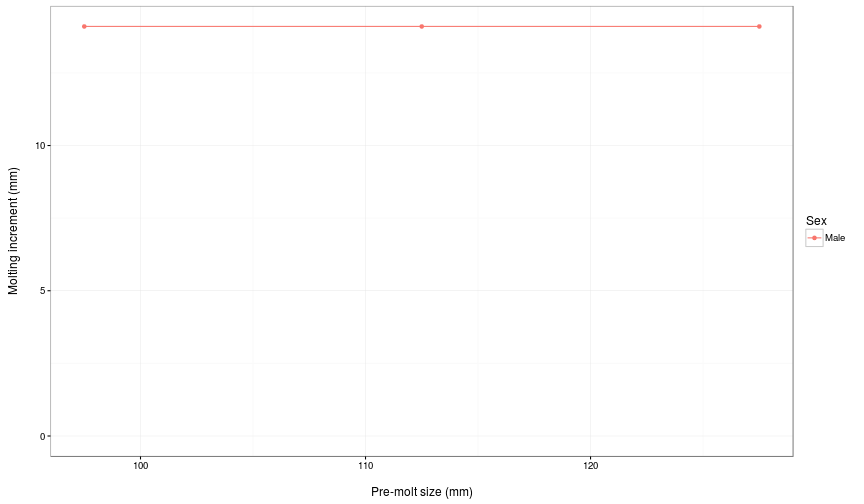 Molting increment (mm)
10
5
0
100 110 120
Pre-molt size (mm)
Sex
Male